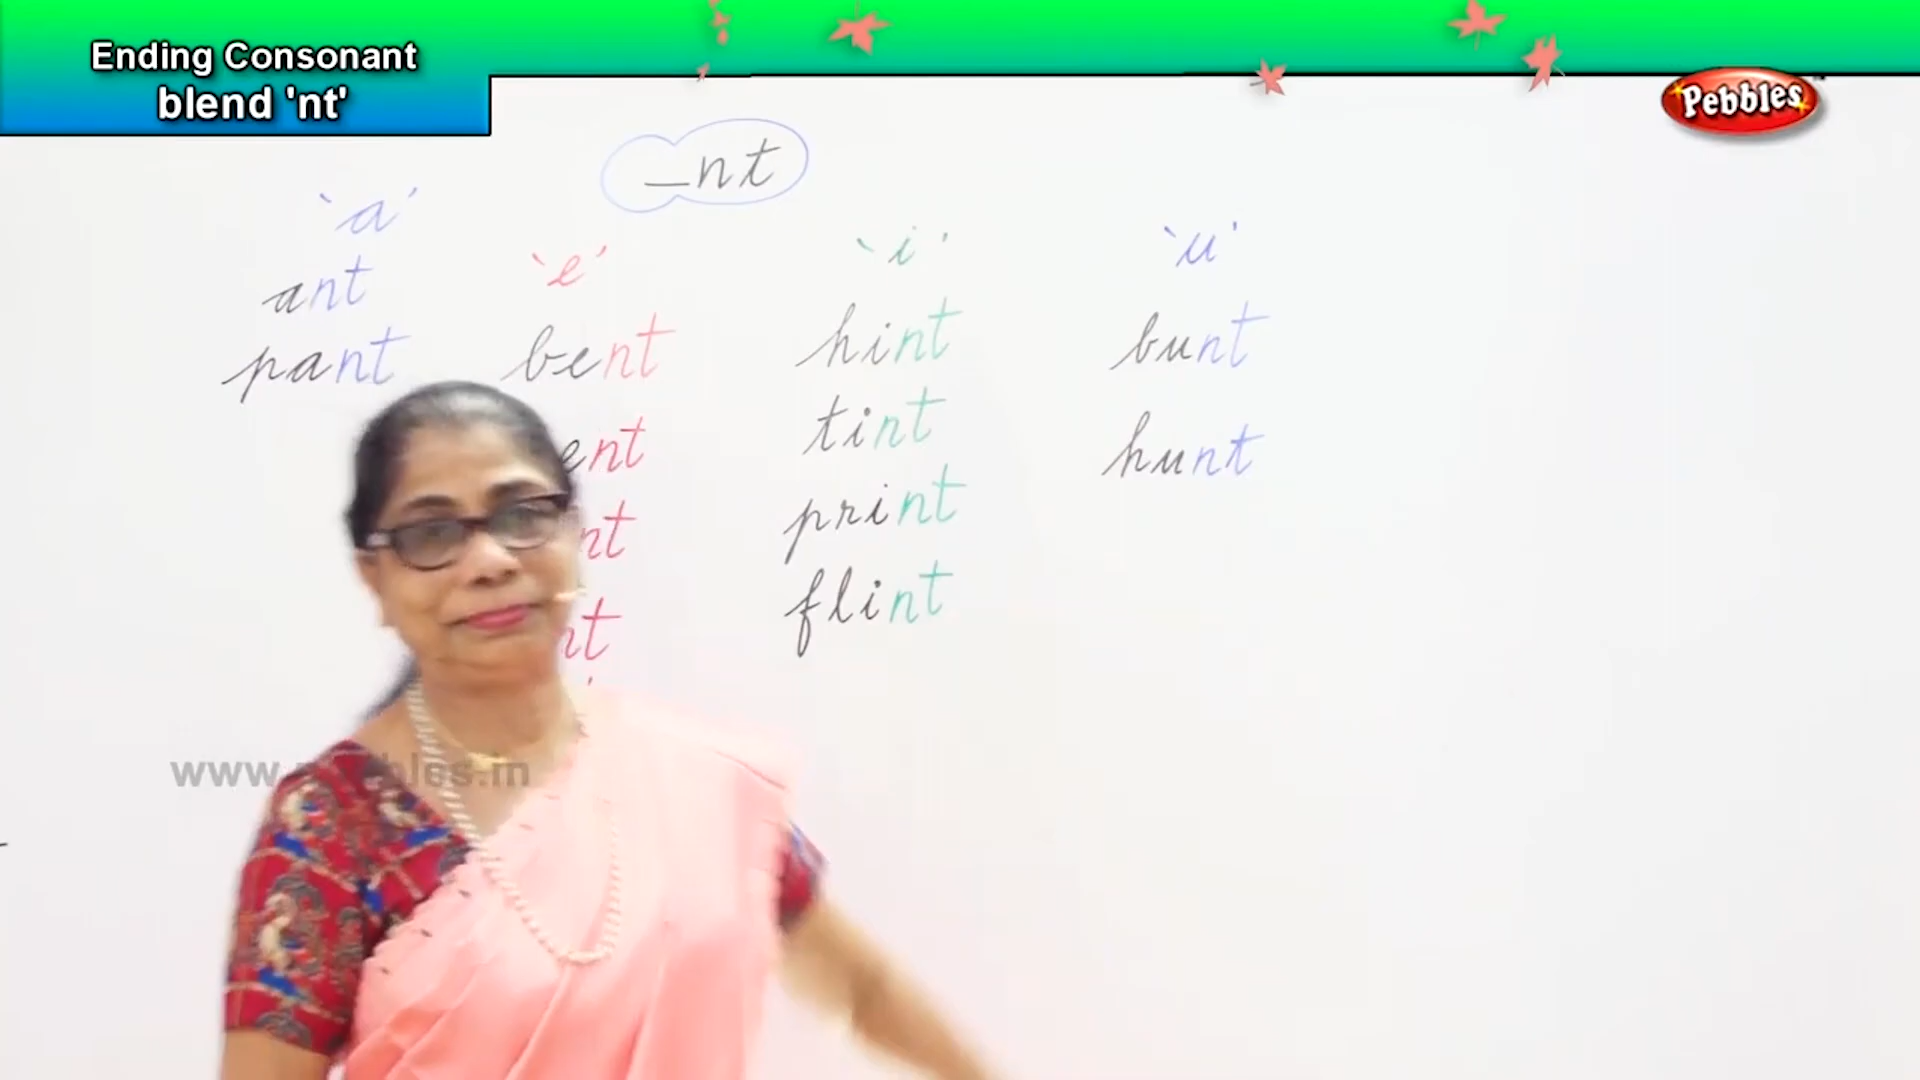 Ending Consonant
blend 'nt'
Pebbles
_nt
'a'
ant
pant
'e'
bent
'i'
hint
tint
print
flint
'u'
bunt
hunt